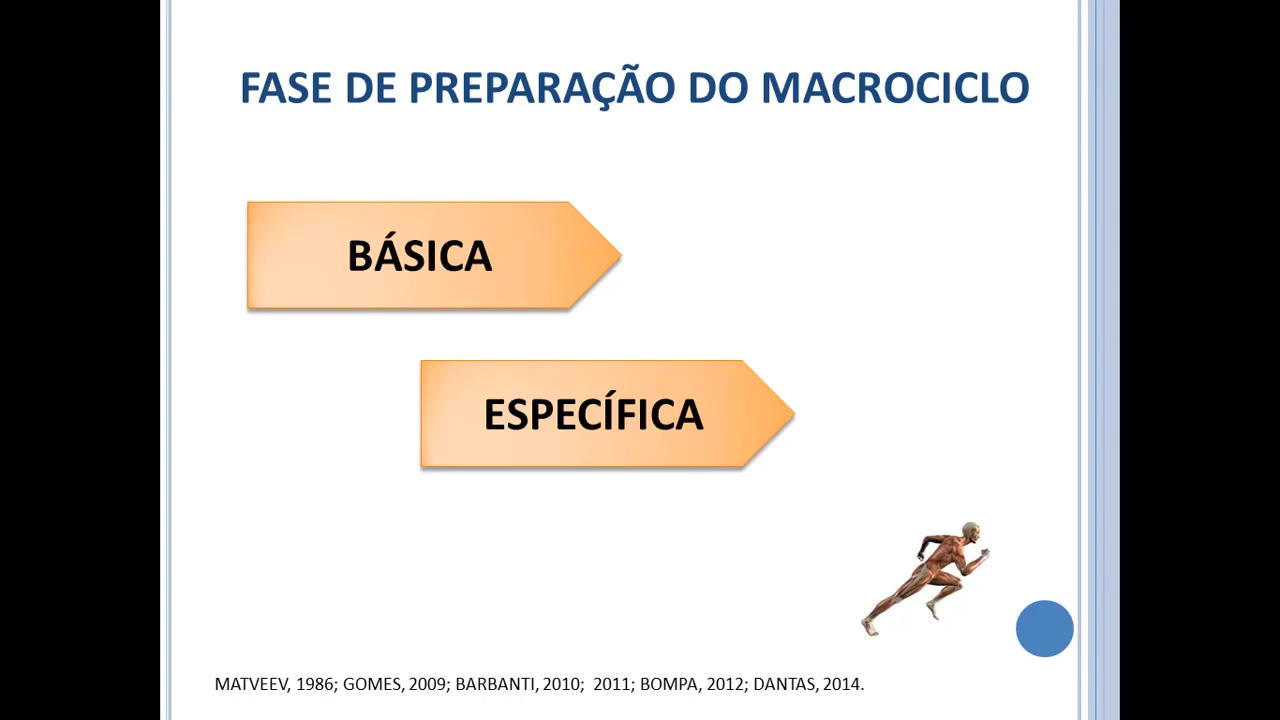 FASE DE PREPARAÇÃO DO MACROCICLO
BÁSICA
ESPECÍFICA
MATVEEV, 1986; GOMES, 2009; BARBANTI, 2010;  2011; BOMPA, 2012; DANTAS, 2014.